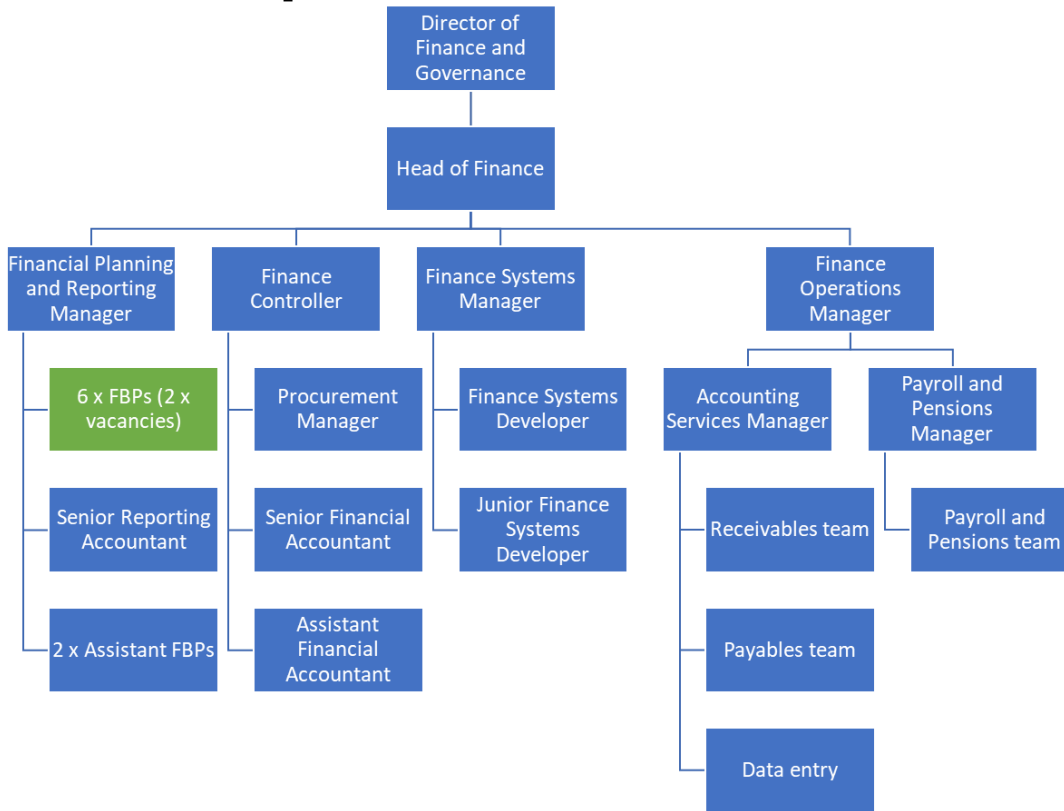 Director of
Finance and
Governance
Head of Finance
Financial Planning
and Reporting
Manager
Finance
Controller
Finance Systems
Manager
Finance
Operations
Manager
6 x FBPs (2 x
vacancies)
Procurement
Manager
Finance Systems
Developer
Accounting
Services Manager
Payroll and
Pensions
Manager
Senior Reporting
Accountant
Senior Financial
Accountant
Junior Finance
Systems
Developer
Receivables team
Payroll and
Pensions team
2 x Assistant FBPs
Assistant
Financial
Accountant
Payables team
Data entry